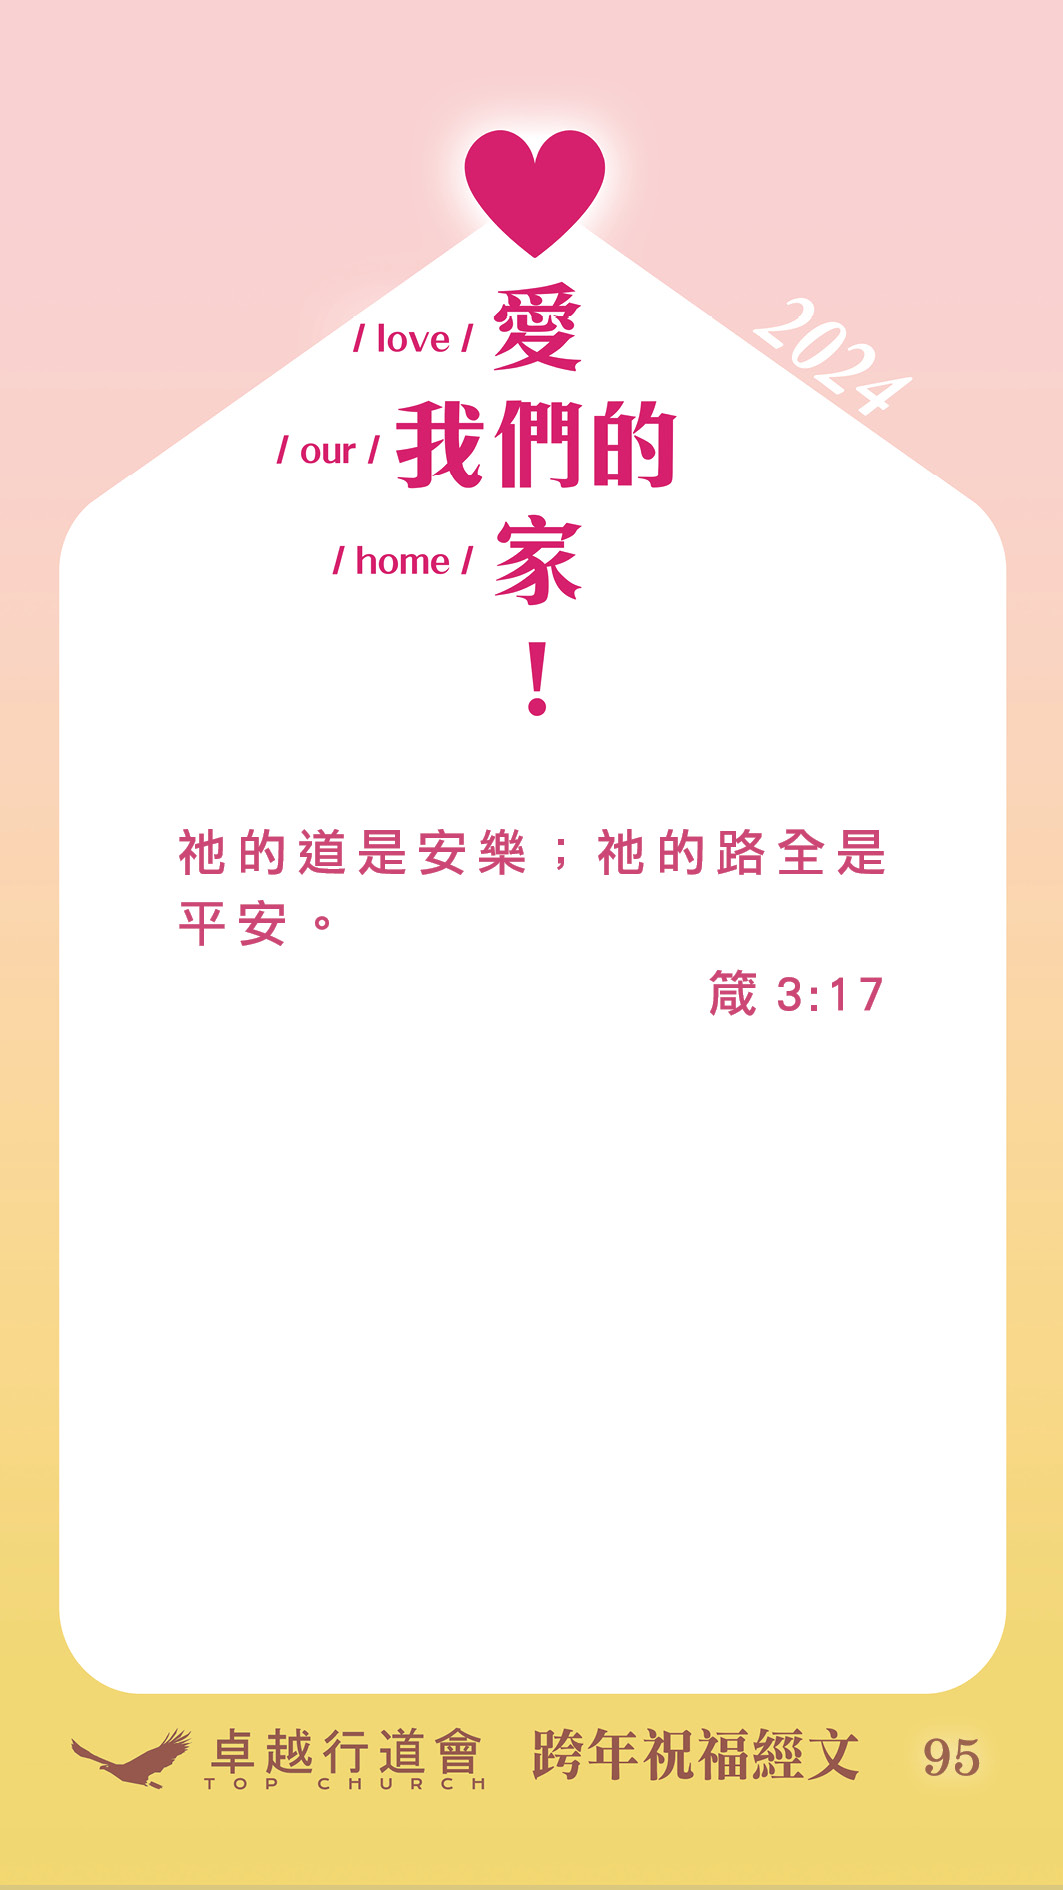 / love / 愛
2024
/ our / 我們的
/ home / 家
!
祂的道是安樂；祂的路全是
平安。
箴 3:17
卓越行道會 跨年祝福經文 95
TOP CHURCH